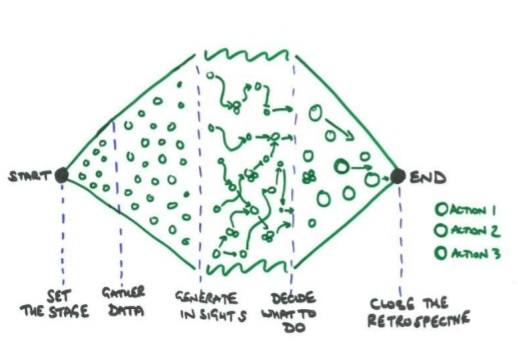 START
END
ACTION 1
ACTION 2
ACTION 3
SET
THE STAGE
GATHER
DATA
GENERATE
INSIGHTS
DECIDE
WHAT TO
DO
CLOSE THE
RETROSPECTIVE